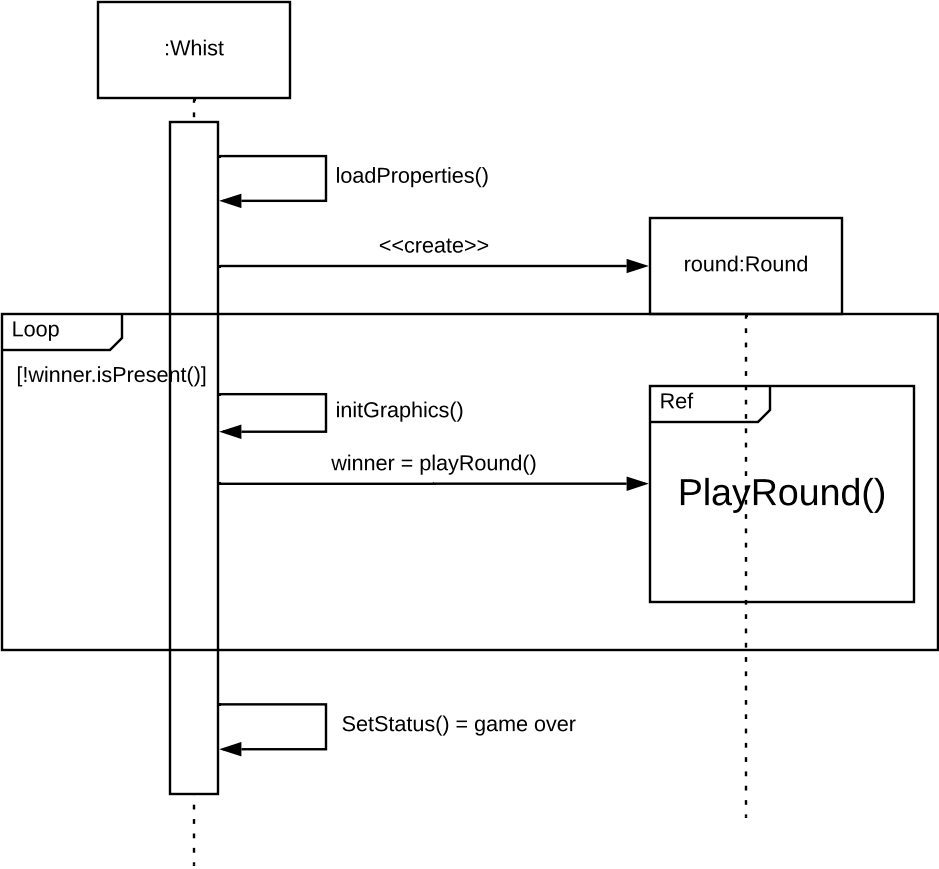 :Whist
loadProperties()
<<create>>
round:Round
Loop
[!winner.isPresent()]
initGraphics()
Ref
winner = playRound()
PlayRound()
SetStatus() = game over